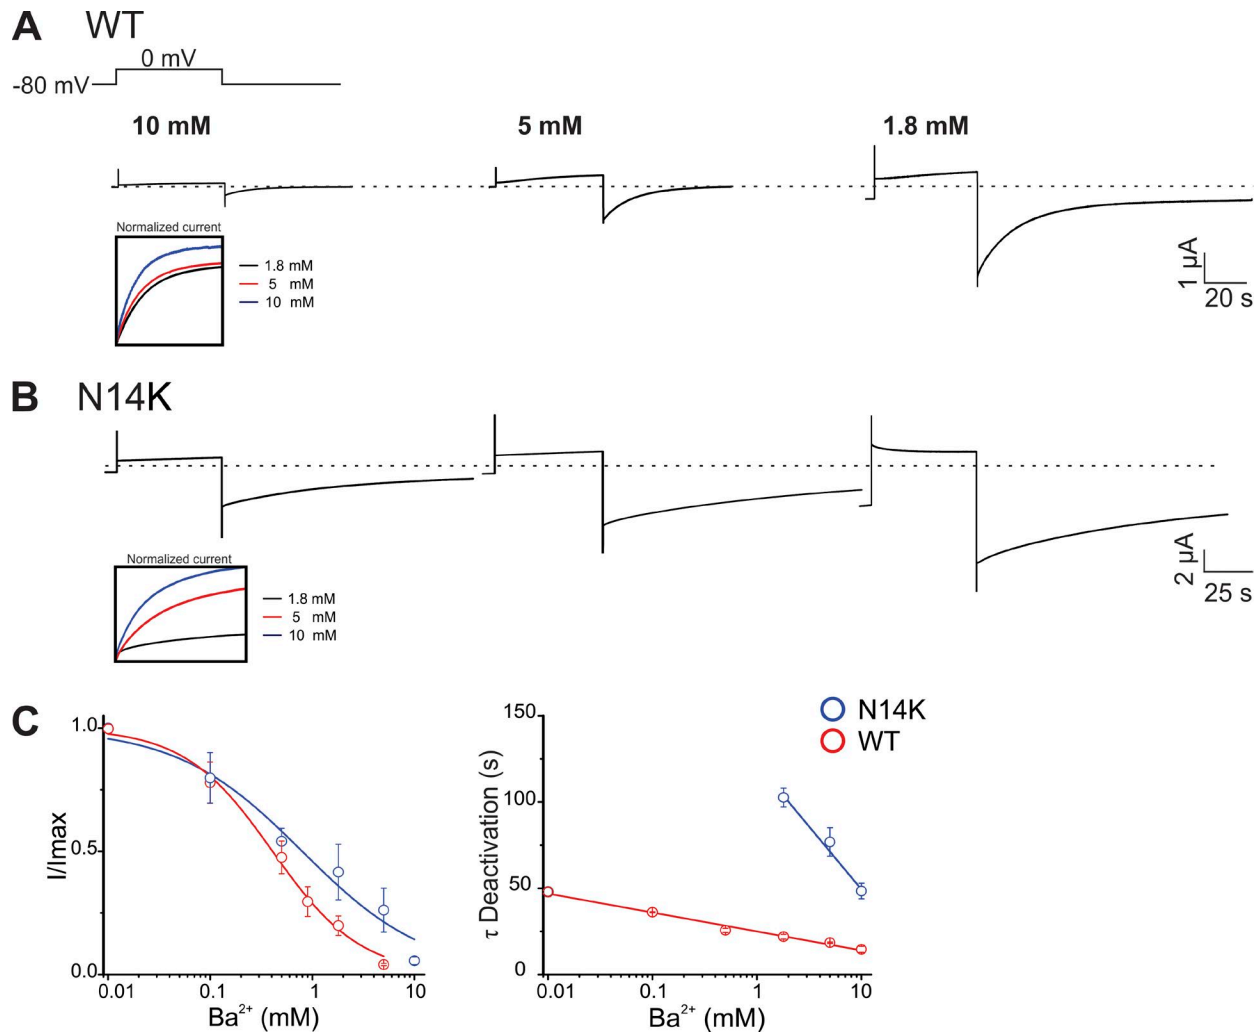 A WT
0 mV
-80 mV
10 mM 5 mM 1.8 mM
Normalized current
1.8 mM
5 mM
10 mM
1 µA
20 s
B N14K
Normalized current
1.8 mM
5 mM
10 mM
2 µA
25 s
C
I/Imax
1.0
0.5
0.0
0.01 0.1 1 10
Ba²⁺ (mM)
τ Deactivation (s)
150
100
50
0
0.01 0.1 1 10
Ba²⁺ (mM)
N14K
WT